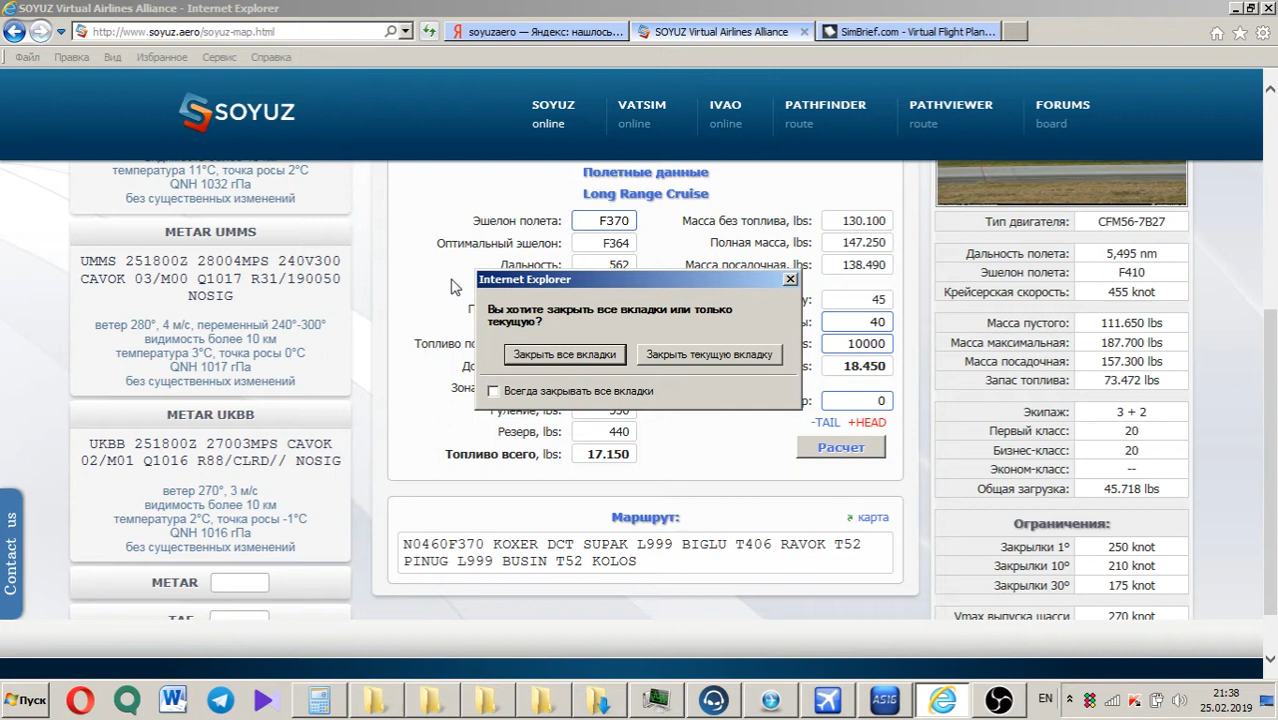 SOYUZ Virtual Airlines Alliance - Internet Explorer
http://www.soyuz.aero/soyuz-map.html
soyuzaero — Яндекс: нашлось...
SOYUZ Virtual Airlines Alliance
SimBrief.com - Virtual Flight Plan...
Файл Правка Вид Избранное Сервис Справка
SOYUZ
SOYUZ
online
VATSIM
online
IVAO
online
PATHFINDER
route
PATHVIEWER
route
FORUMS
board
температура 11°C, точка росы 2°C
QNH 1032 гПа
без существенных изменений
METAR UMMS
UMMS 251800Z 28004MPS 240V300
CAVOK 03/M00 Q1017 R31/190050
NOSIG
ветер 280°, 4 м/с, переменный 240°-300°
видимость более 10 км
температура 3°C, точка росы 0°C
QNH 1017 гПа
без существенных изменений
METAR UKBB
UKBB 251800Z 27003MPS CAVOK
02/M01 Q1016 R88/CLRD// NOSIG
ветер 270°, 3 м/с
видимость более 10 км
температура 2°C, точка росы -1°C
QNH 1016 гПа
без существенных изменений
METAR
Contact us
Полетные данные
Long Range Cruise
Эшелон полета: F370
Оптимальный эшелон: F364
Дальность: 562
Масса без топлива, lbs: 130.100
Полная масса, lbs: 147.250
Масса посадочная, lbs: 138.490
45
40
10000
18.450
0
-TAIL +HEAD
Расчет
Резерв, lbs: 440
Топливо всего, lbs: 17.150
Internet Explorer
Вы хотите закрыть все вкладки или только
текущую?
Закрыть все вкладки
Закрыть текущую вкладку
Всегда закрывать все вкладки
Маршрут:
карта
N0460F370 KOXER DCT SUPAK L999 BIGLU T406 RAVOK T52
PINUG L999 BUSIN T52 KOLOS
Тип двигателя: CFM56-7B27
Дальность полета: 5,495 nm
Эшелон полета: F410
Крейсерская скорость: 455 knot
Масса пустого: 111.650 lbs
Масса максимальная: 187.700 lbs
Масса посадочная: 157.300 lbs
Запас топлива: 73.472 lbs
Экипаж: 3 + 2
Первый класс: 20
Бизнес-класс: 20
Эконом-класс: --
Общая загрузка: 45.718 lbs
Ограничения:
Закрылки 1° 250 knot
Закрылки 10° 210 knot
Закрылки 30° 175 knot
Vmax выпуска шасси 270 knot
Пуск
ASIG
EN
21:38
25.02.2019